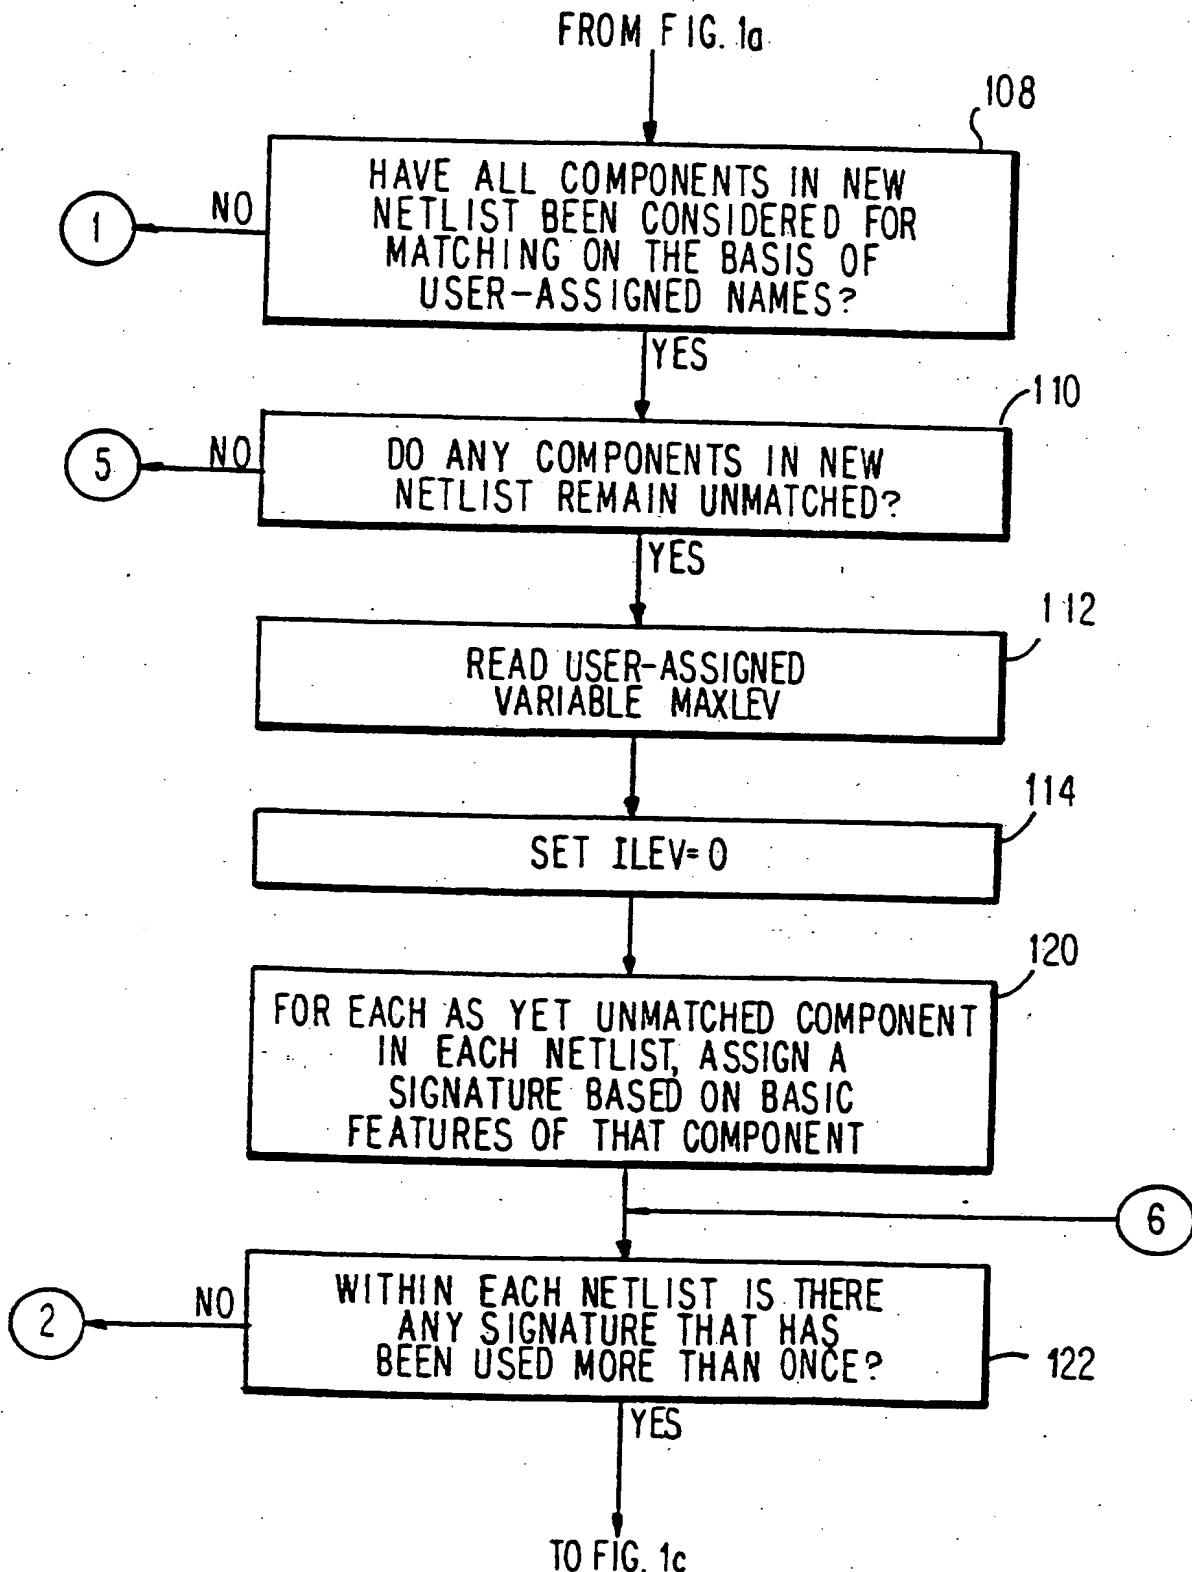 FROM FIG. 1a
108
HAVE ALL COMPONENTS IN NEW
NETLIST BEEN CONSIDERED FOR
MATCHING ON THE BASIS OF
USER-ASSIGNED NAMES?
NO
1
YES
110
DO ANY COMPONENTS IN NEW
NETLIST REMAIN UNMATCHED?
NO
5
YES
112
READ USER-ASSIGNED
VARIABLE MAXLEV
114
SET ILEV=0
120
FOR EACH AS YET UNMATCHED COMPONENT
IN EACH NETLIST, ASSIGN A
SIGNATURE BASED ON BASIC
FEATURES OF THAT COMPONENT
6
WITHIN EACH NETLIST IS THERE
ANY SIGNATURE THAT HAS
BEEN USED MORE THAN ONCE?
NO
2
122
YES
TO FIG. 1c